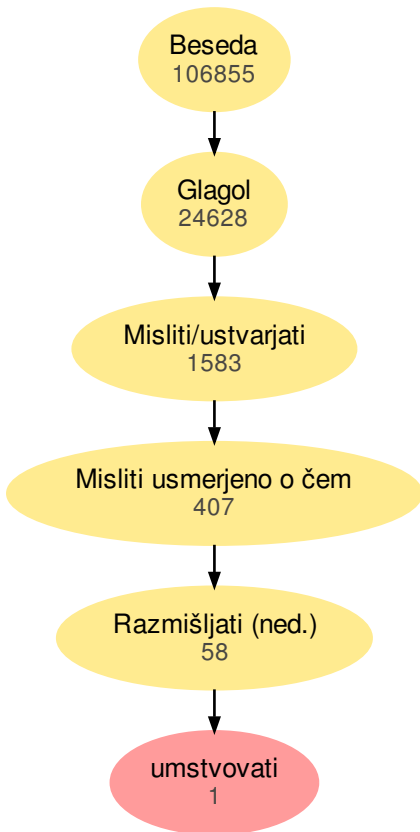 Beseda
106855
Glagol
24628
Misliti/ustvarjati
1583
Misliti usmerjeno o čem
407
Razmišljati (ned.)
58
umstvovati
1